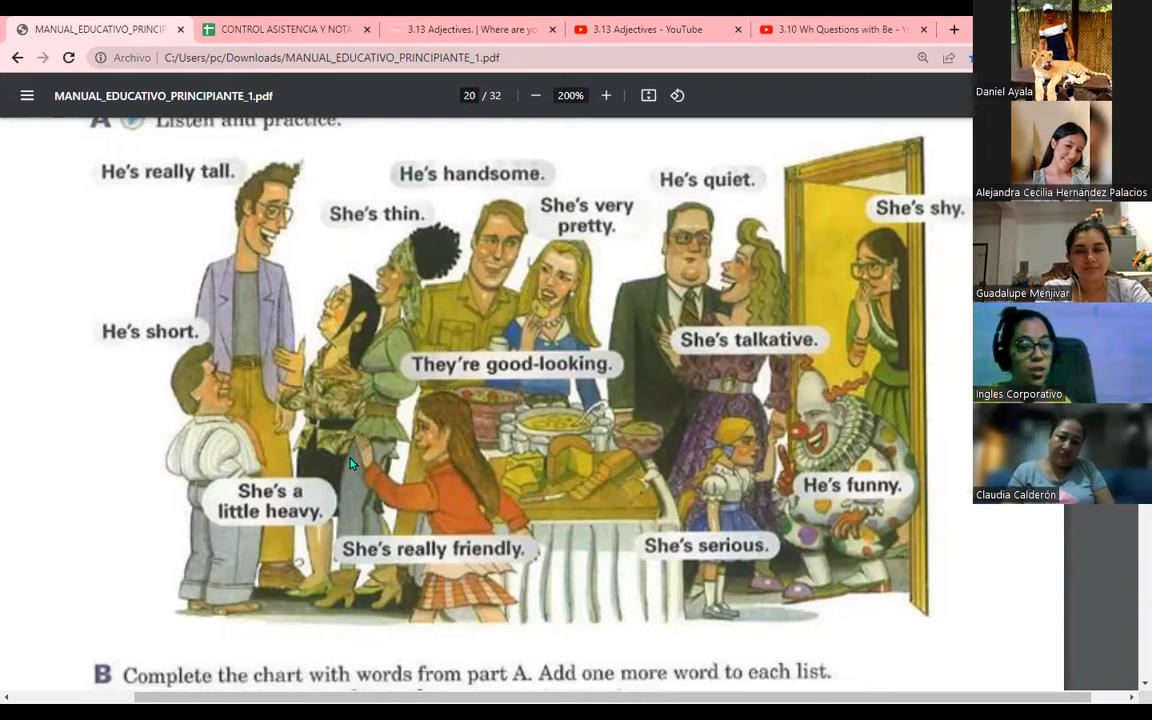 MANUAL_EDUCATIVO_PRINCIP
CONTROL ASISTENCIA Y NOTA
3.13 Adjectives. | Where are yo
3.13 Adjectives - YouTube
3.10 Wh Questions with Be - Yo
Archivo
C:/Users/pc/Downloads/MANUAL_EDUCATIVO_PRINCIPIANTE_1.pdf
MANUAL_EDUCATIVO_PRINCIPIANTE_1.pdf
20 / 32
200%
A Listen and practice.
He's really tall.
He's handsome.
He's quiet.
She's thin.
She's very
pretty.
She's shy.
He's short.
She's talkative.
They're good-looking.
She's a
little heavy.
He's funny.
She's really friendly.
She's serious.
B Complete the chart with words from part A. Add one more word to each list.
Daniel Ayala
Alejandra Cecilia Hernández Palacios
Guadalupe Menjivar
Ingles Corporativo
Claudia Calderón